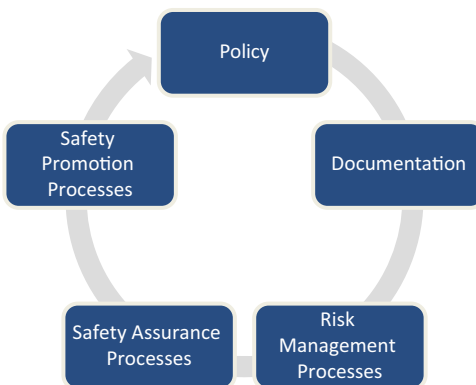 Policy
Documentation
Risk
Management
Processes
Safety Assurance
Processes
Safety
Promotion
Processes